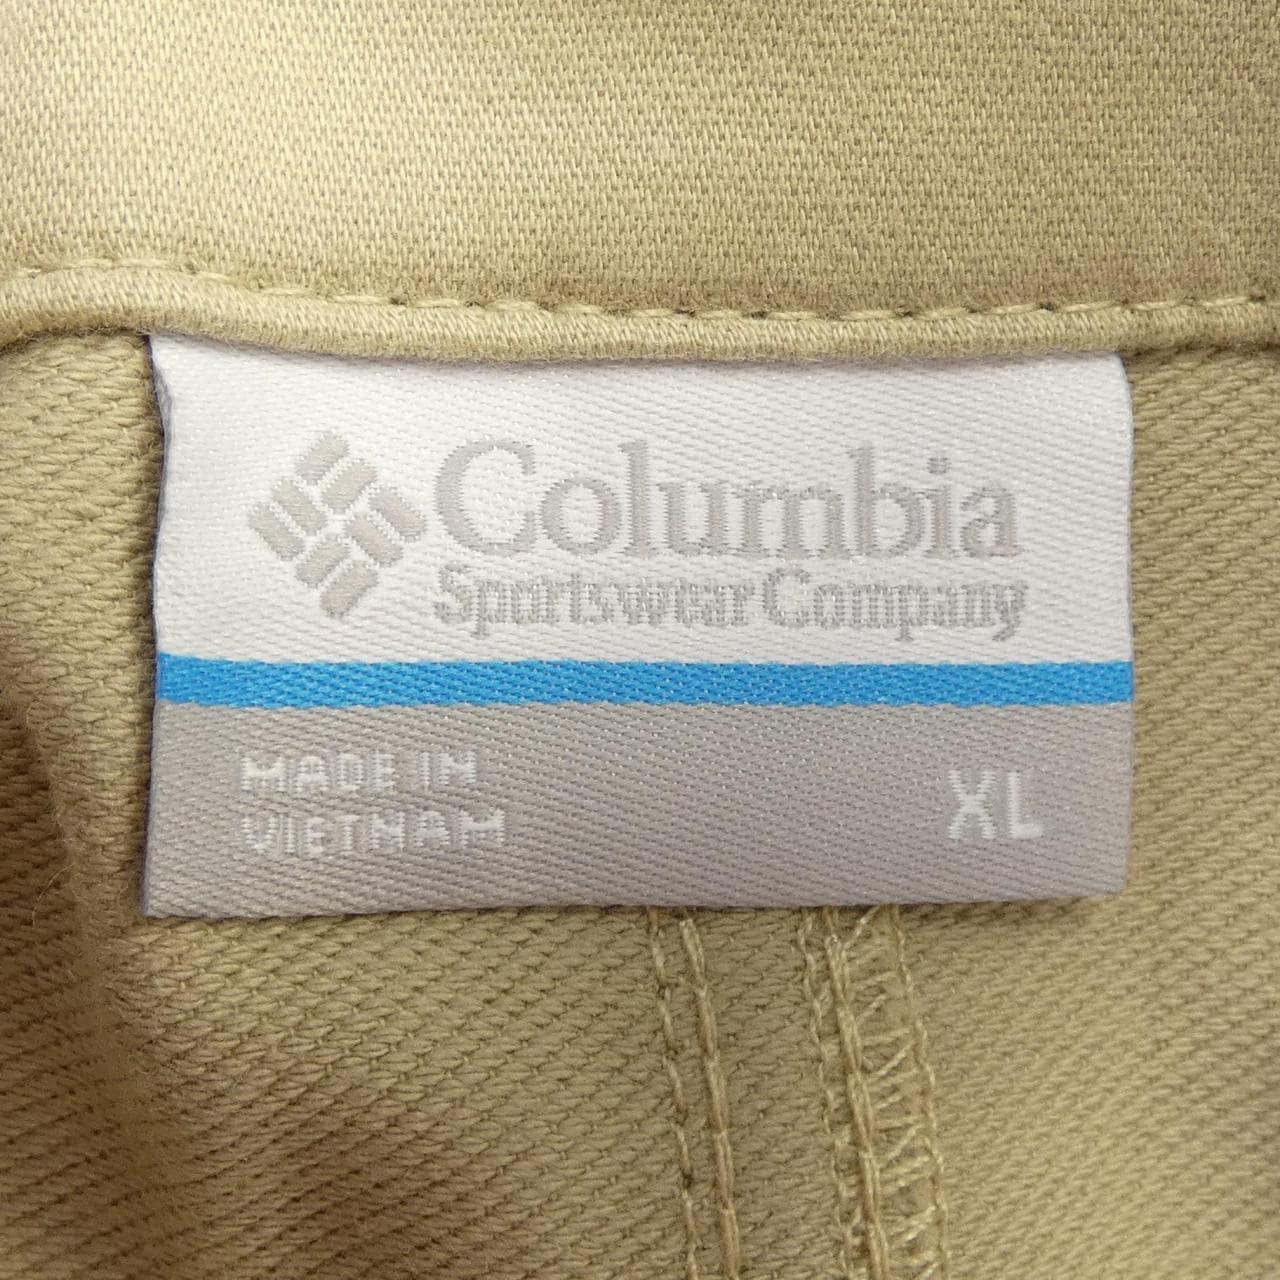 Columbia
Sportswear Company
MADE IN
VIETNAM
XL